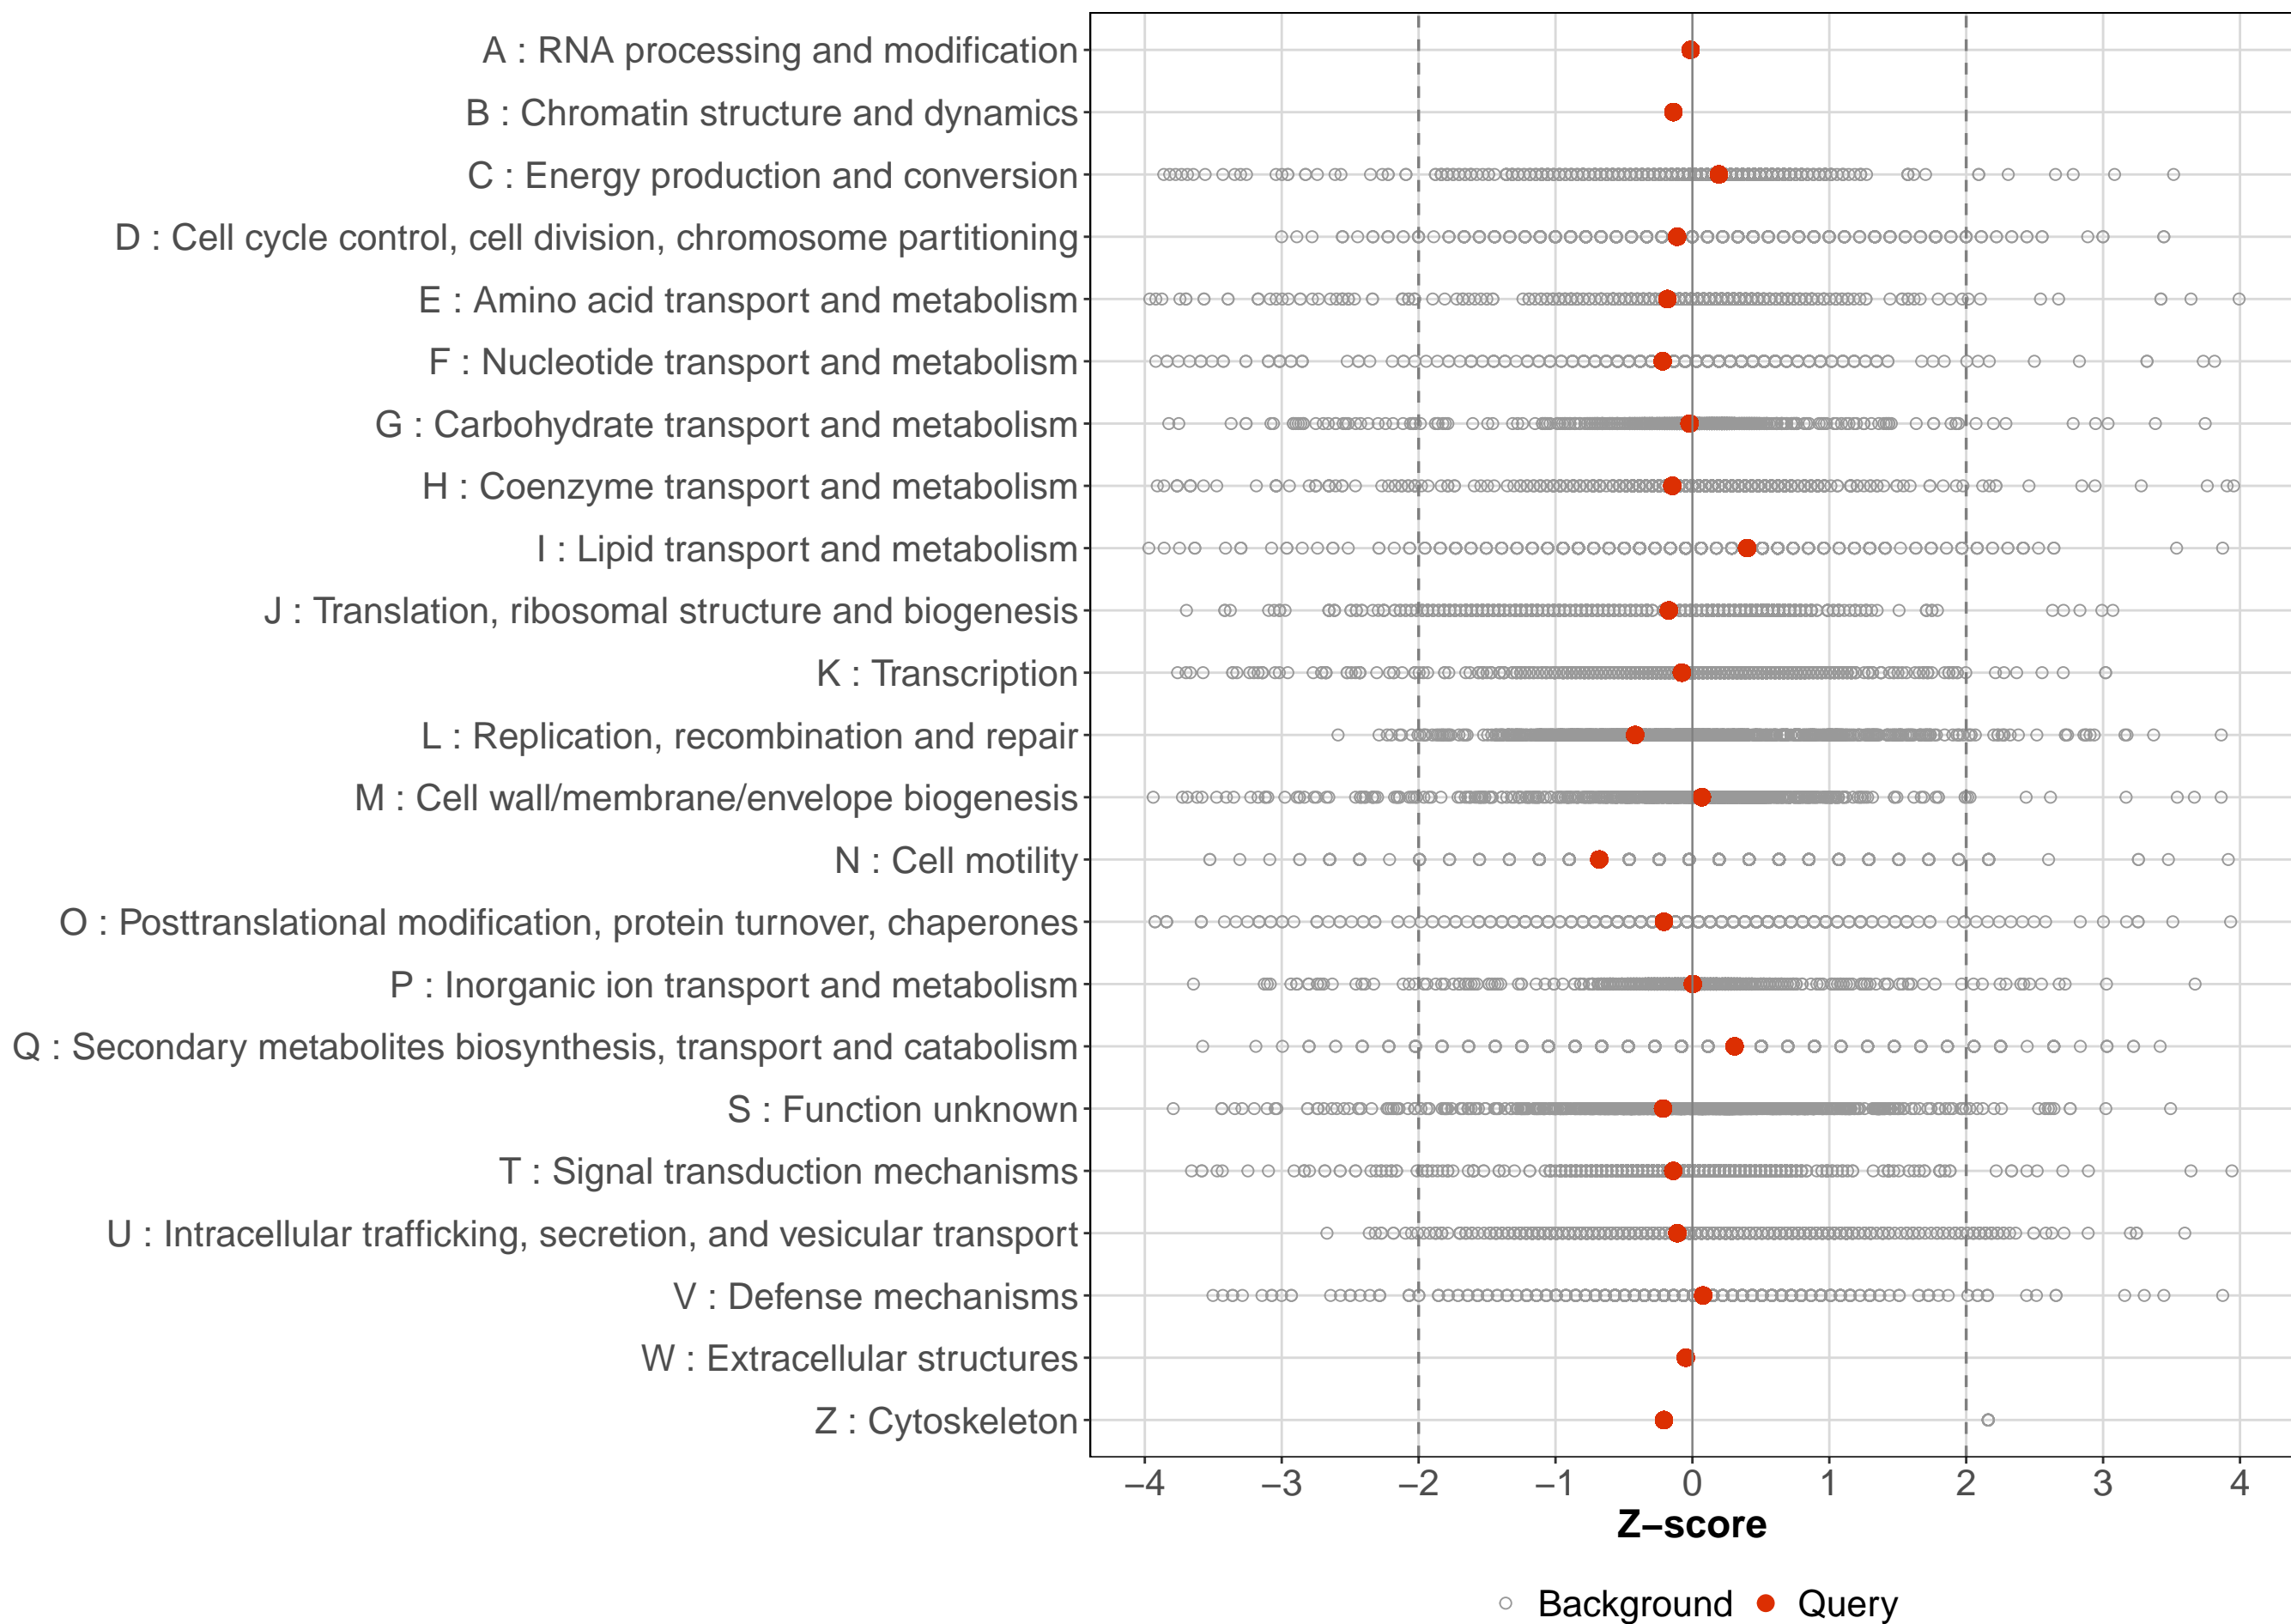 A : RNA processing and modification
B : Chromatin structure and dynamics
C : Energy production and conversion
D : Cell cycle control, cell division, chromosome partitioning
E : Amino acid transport and metabolism
F : Nucleotide transport and metabolism
G : Carbohydrate transport and metabolism
H : Coenzyme transport and metabolism
I : Lipid transport and metabolism
J : Translation, ribosomal structure and biogenesis
K : Transcription
L : Replication, recombination and repair
M : Cell wall/membrane/envelope biogenesis
N : Cell motility
O : Posttranslational modification, protein turnover, chaperones
P : Inorganic ion transport and metabolism
Q : Secondary metabolites biosynthesis, transport and catabolism
S : Function unknown
T : Signal transduction mechanisms
U : Intracellular trafficking, secretion, and vesicular transport
V : Defense mechanisms
W : Extracellular structures
Z : Cytoskeleton
−4 −3 −2 −1 0 1 2 3 4
Z−score
Background Query